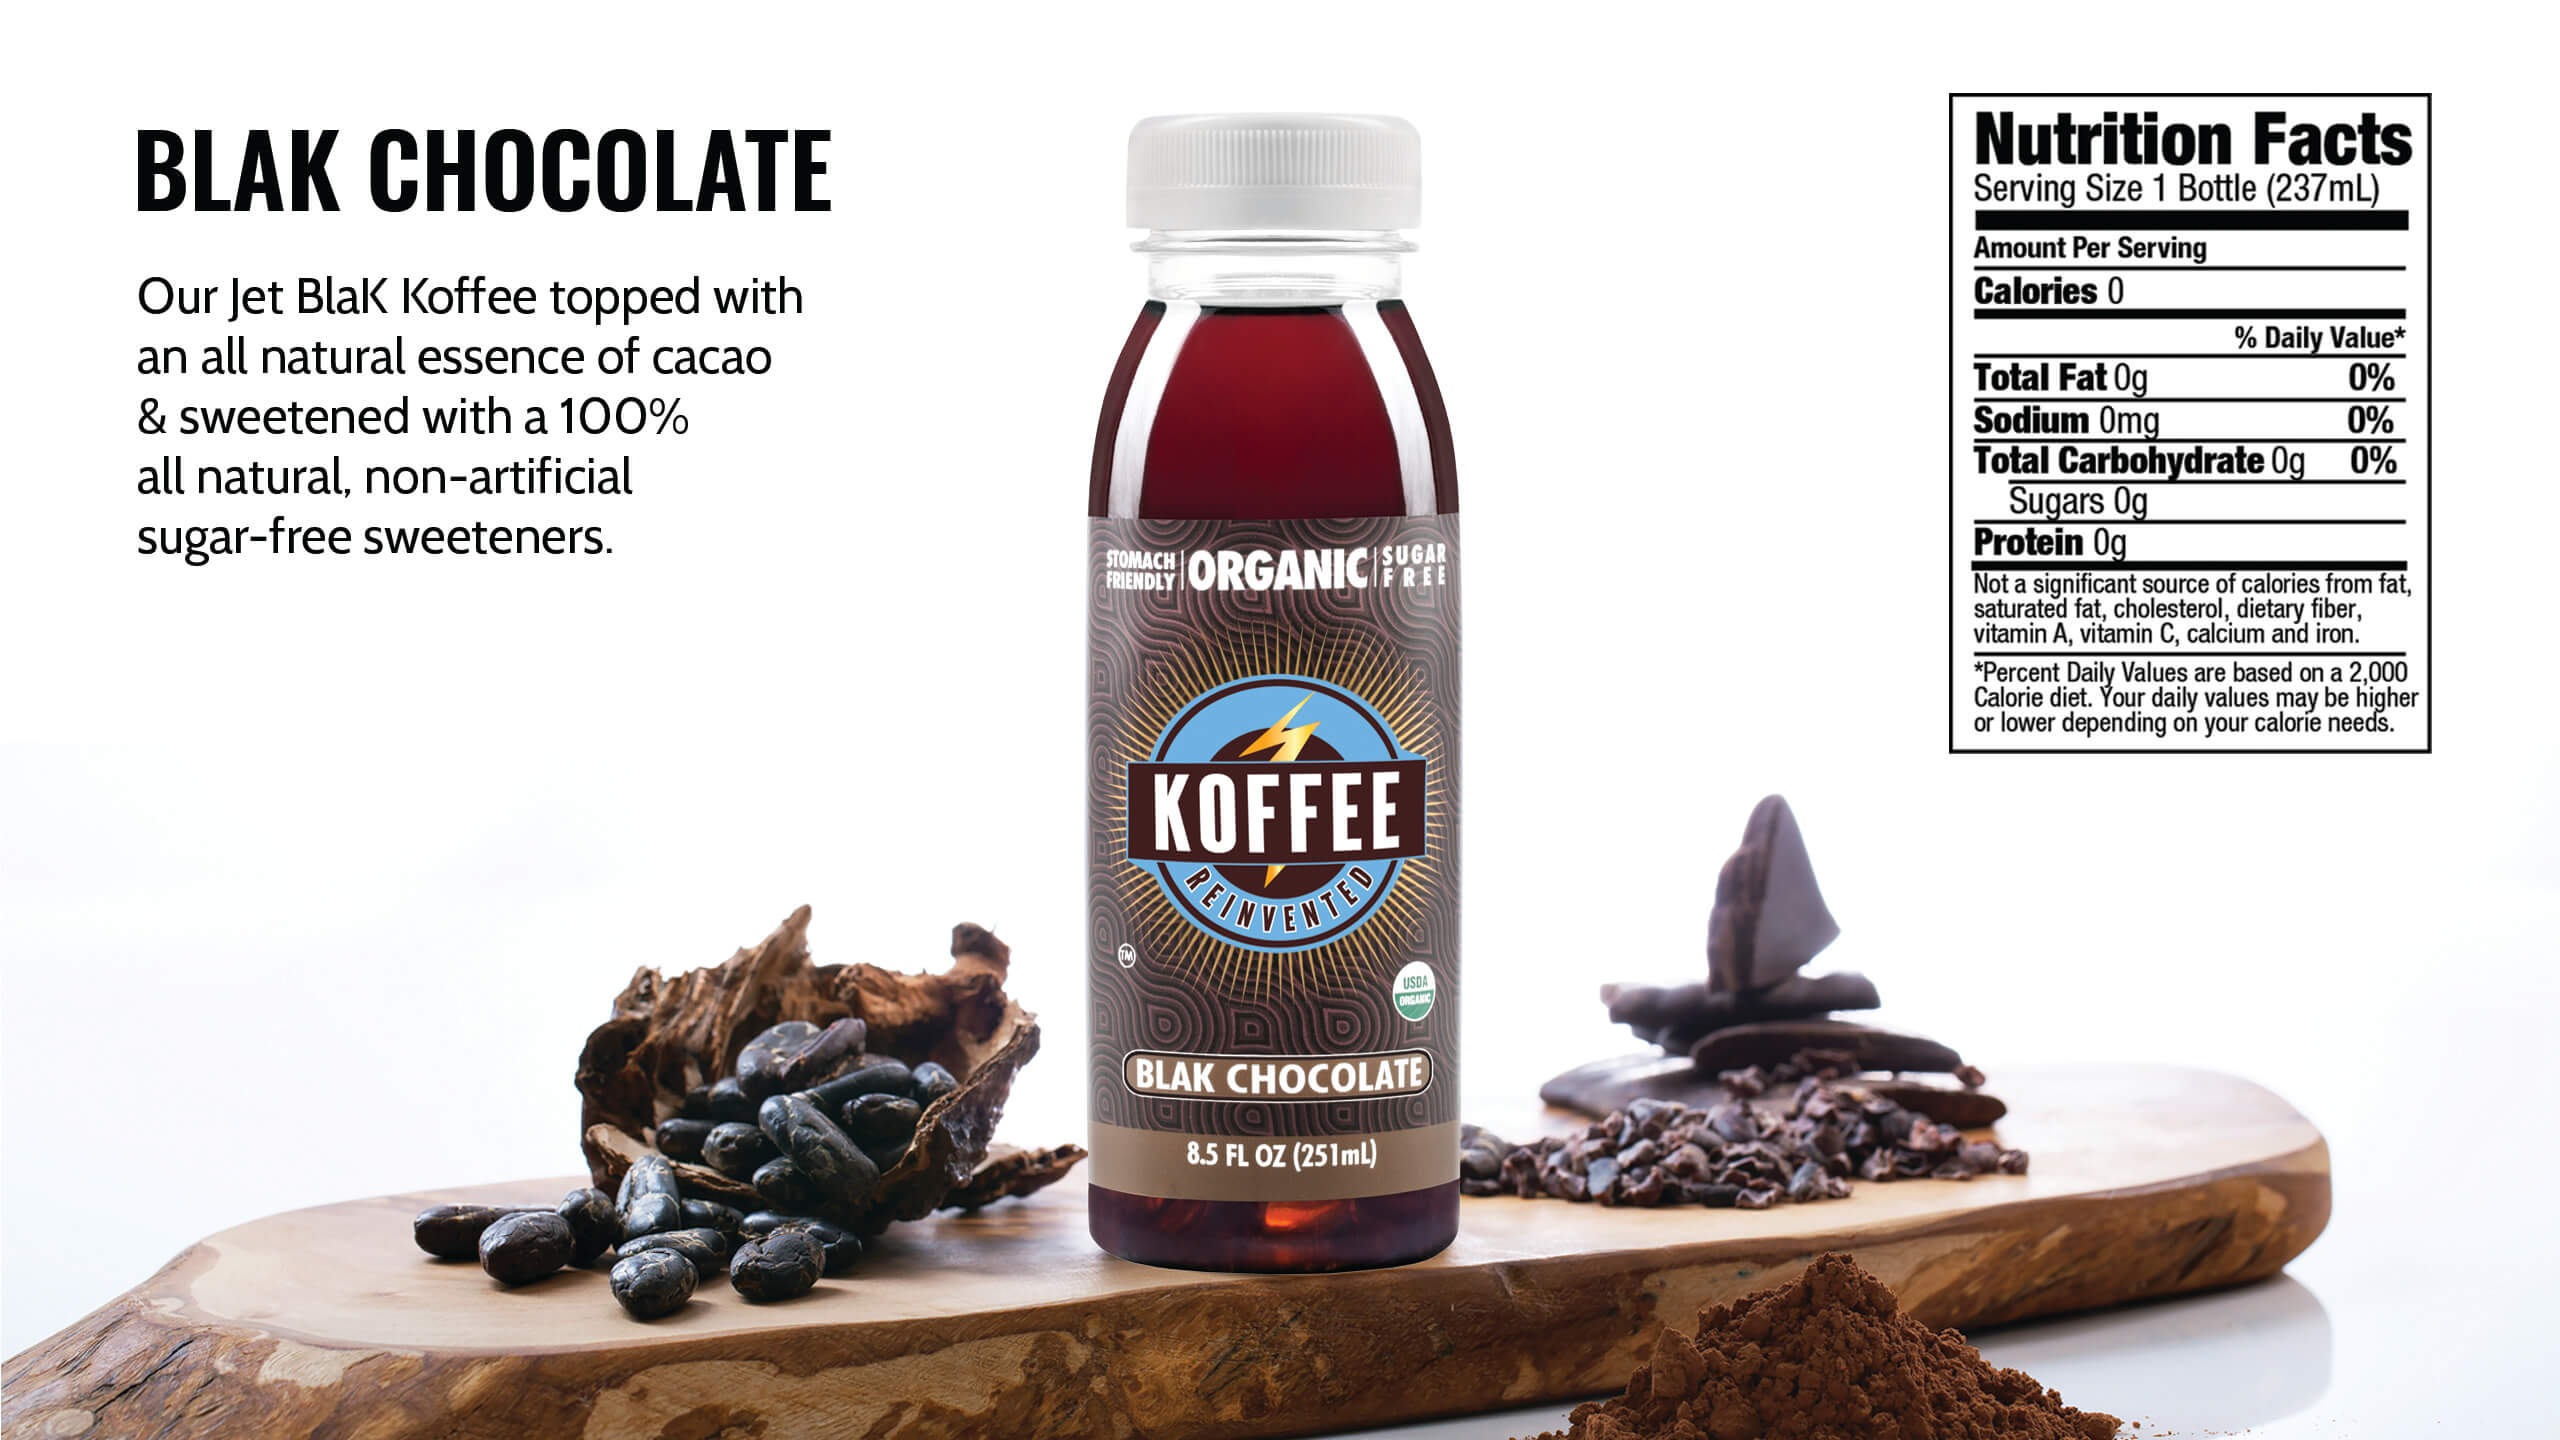 BLAK CHOCOLATE
Our Jet BlaK Koffee topped with
an all natural essence of cacao
& sweetened with a 100%
all natural, non-artificial
sugar-free sweeteners.
STOMACH
FRIENDLY
ORGANIC
SUGAR
FREE
KOFFEE
REINVENTED
TM
USDA
ORGANIC
BLAK CHOCOLATE
8.5 FL OZ (251mL)
Nutrition Facts
Serving Size 1 Bottle (237mL)
Amount Per Serving
Calories 0
% Daily Value*
Total Fat 0g 0%
Sodium 0mg 0%
Total Carbohydrate 0g 0%
Sugars 0g
Protein 0g
Not a significant source of calories from fat,
saturated fat, cholesterol, dietary fiber,
vitamin A, vitamin C, calcium and iron.
*Percent Daily Values are based on a 2,000
Calorie diet. Your daily values may be higher
or lower depending on your calorie needs.